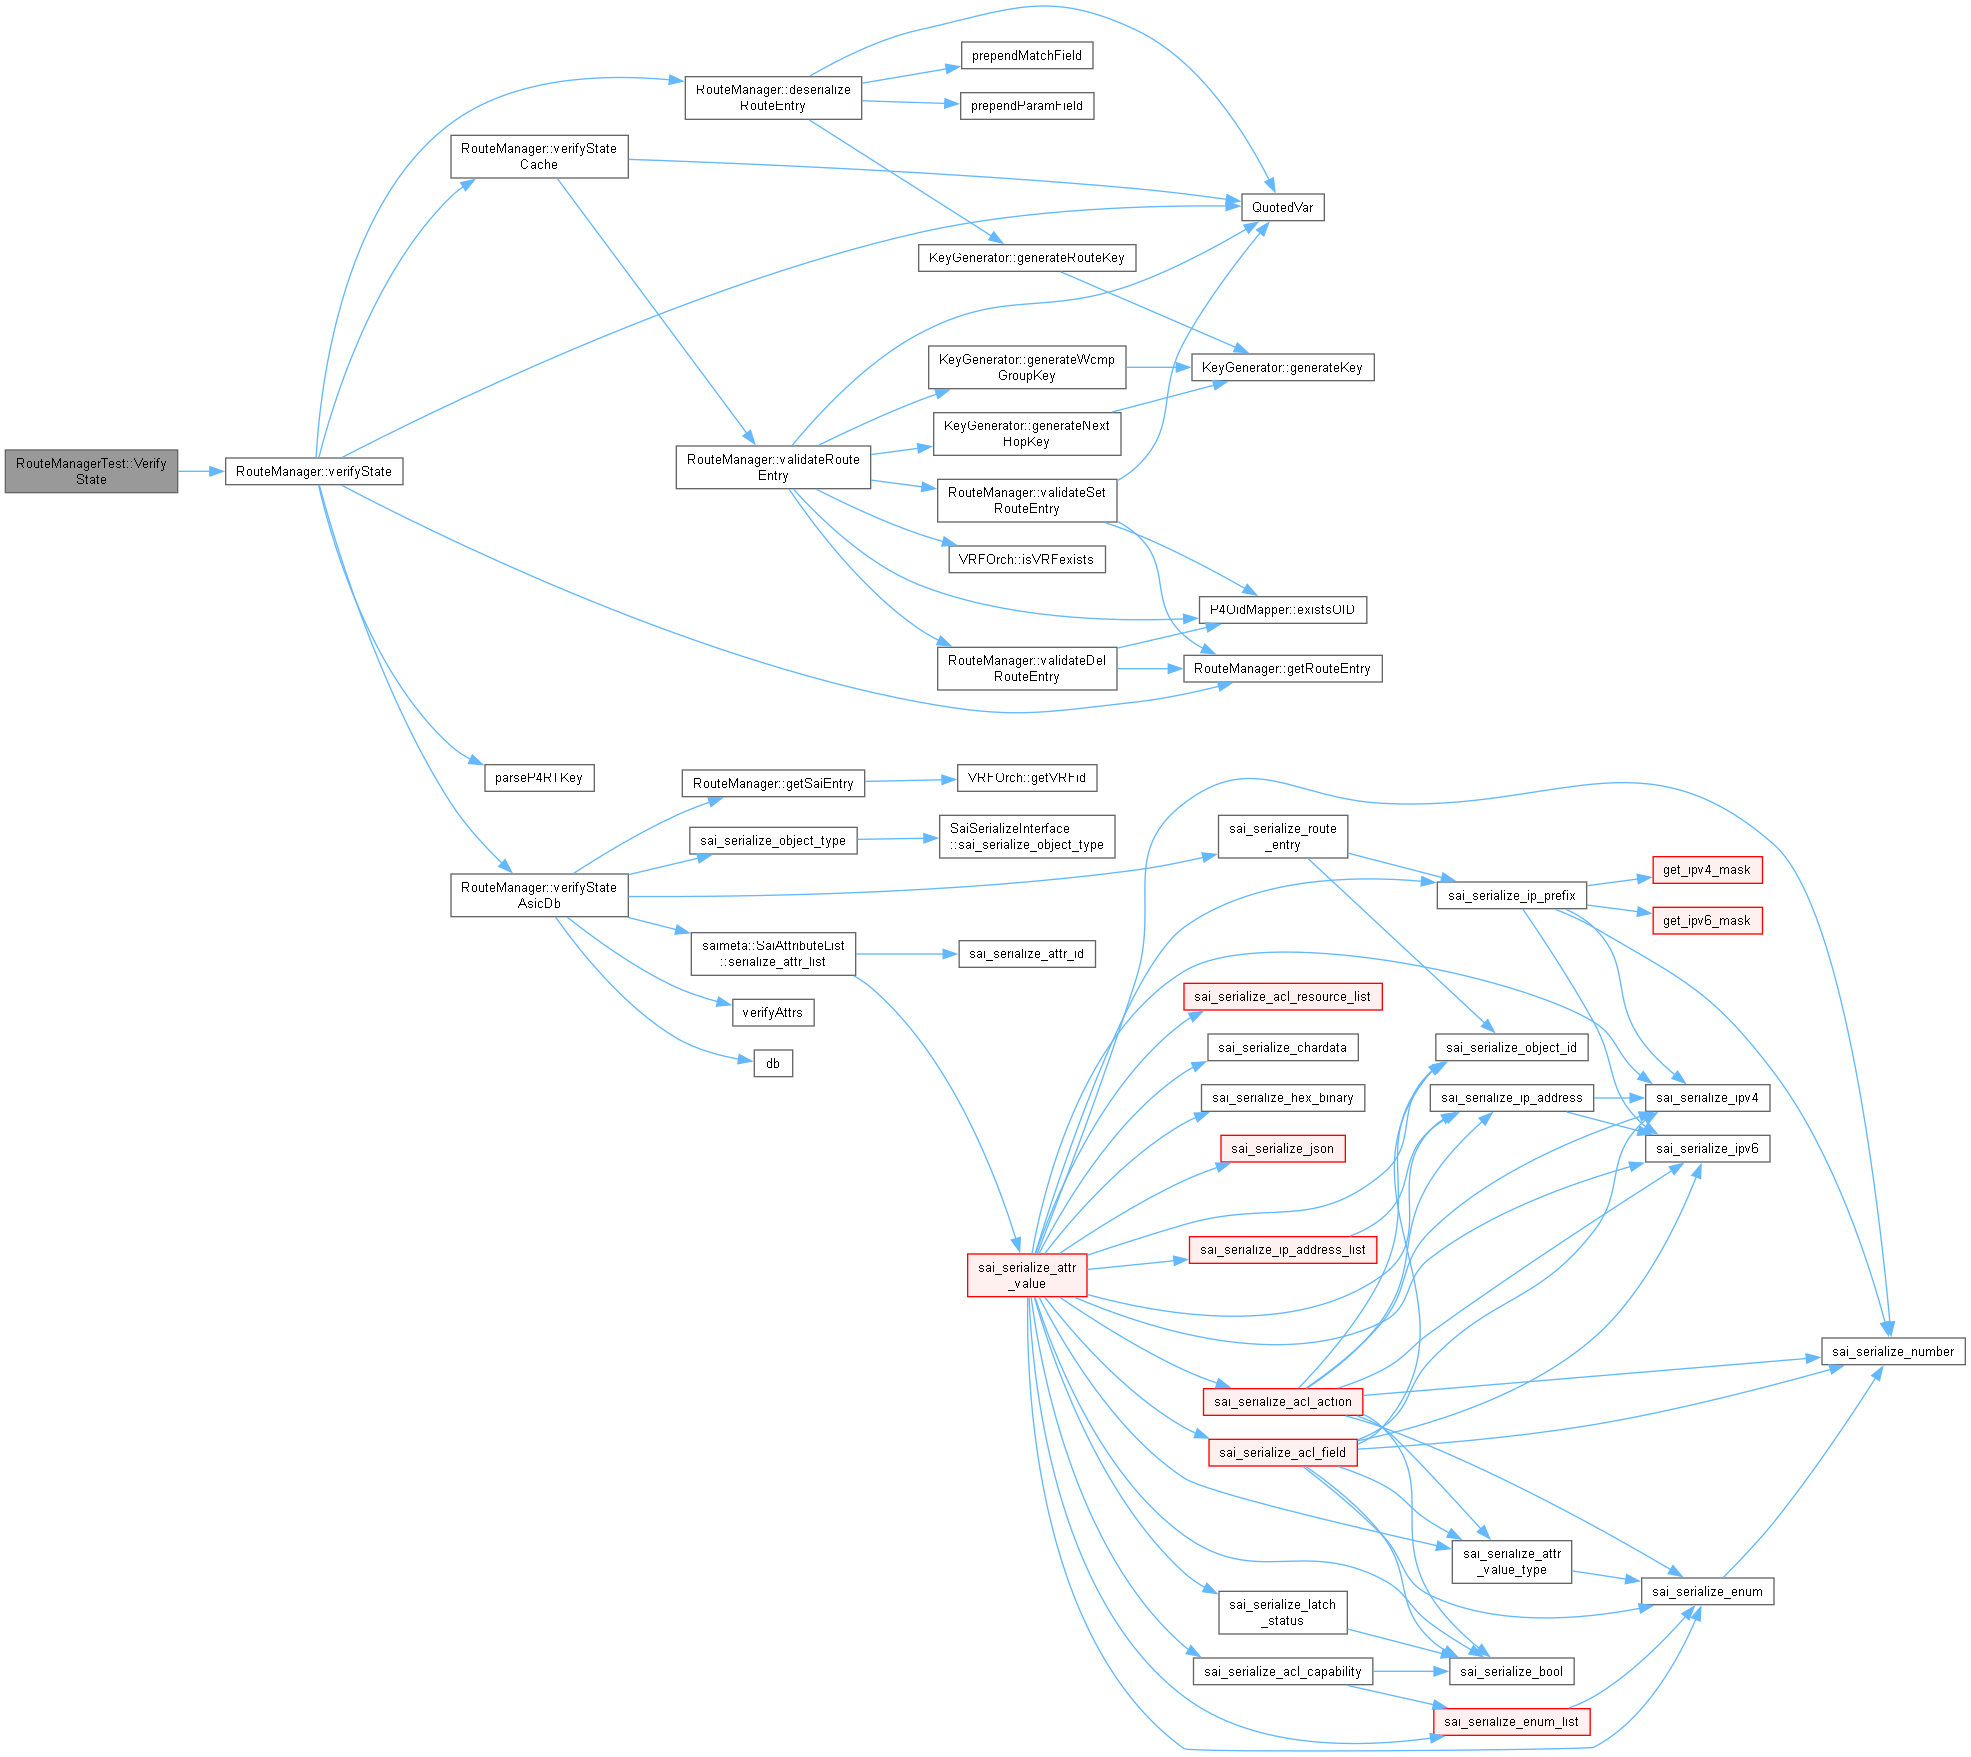 RouteManagerTest::Verify
State
RouteManager::verifyState
RouteManager::deserialize
RouteEntry
prependMatchField
prependParamField
RouteManager::verifyState
Cache
QuotedVar
KeyGenerator::generateRouteKey
KeyGenerator::generateWcmp
GroupKey
KeyGenerator::generateKey
KeyGenerator::generateNext
HopKey
RouteManager::validateRoute
Entry
RouteManager::validateSet
RouteEntry
VRFOrch::isVRFexists
P4OidMapper::existsOID
RouteManager::validateDel
RouteEntry
RouteManager::getRouteEntry
parseP4RTKey
RouteManager::getSaiEntry
VRFOrch::getVRFid
sai_serialize_object_type
SaiSerializeInterface
::sai_serialize_object_type
RouteManager::verifyState
AsicDb
sai_serialize_route
_entry
sai_serialize_ip_prefix
get_ipv4_mask
get_ipv6_mask
saimeta::SaiAttributeList
::serialize_attr_list
sai_serialize_attr_id
verifyAttrs
db
sai_serialize_acl_resource_list
sai_serialize_chardata
sai_serialize_object_id
sai_serialize_hex_binary
sai_serialize_ip_address
sai_serialize_ipv4
sai_serialize_json
sai_serialize_ipv6
sai_serialize_ip_address_list
sai_serialize_attr
_value
sai_serialize_number
sai_serialize_acl_action
sai_serialize_acl_field
sai_serialize_attr
_value_type
sai_serialize_enum
sai_serialize_latch
_status
sai_serialize_acl_capability
sai_serialize_bool
sai_serialize_enum_list